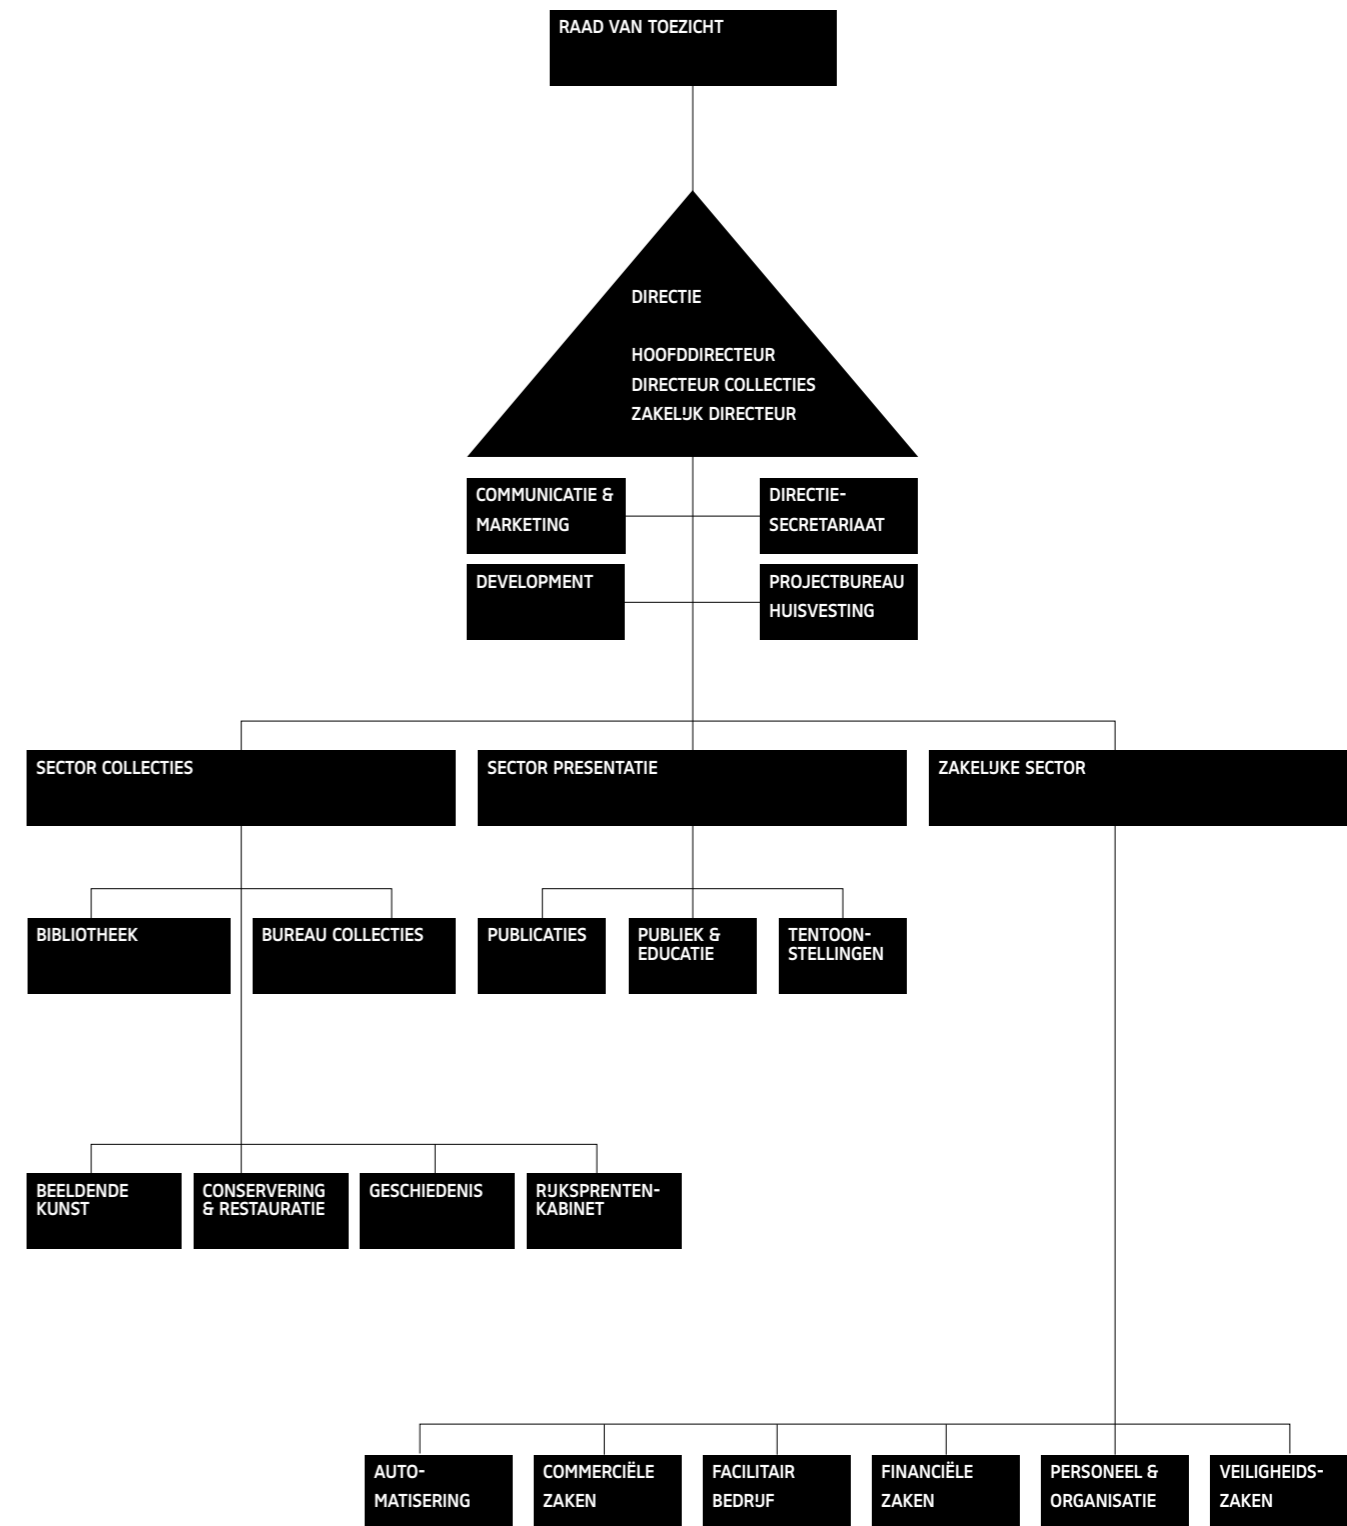 RAAD VAN TOEZICHT
DIRECTIE
HOOFDDIRECTEUR
DIRECTEUR COLLECTIES
ZAKELIJK DIRECTEUR
COMMUNICATIE &
MARKETING
DIRECTIE-
SECRETARIAAT
DEVELOPMENT
PROJECTBUREAU
HUISVESTING
SECTOR COLLECTIES
SECTOR PRESENTATIE
ZAKELIJKE SECTOR
BIBLIOTHEEK
BUREAU COLLECTIES
PUBLICATIES
PUBLIEK &
EDUCATIE
TENTOON-
STELLINGEN
BEELDENDE
KUNST
CONSERVERING
& RESTAURATIE
GESCHIEDENIS
RIJKSPRENTEN-
KABINET
AUTO-
MATISERING
COMMERCIËLE
ZAKEN
FACILITAIR
BEDRIJF
FINANCIËLE
ZAKEN
PERSONEEL &
ORGANISATIE
VEILIGHEIDS-
ZAKEN